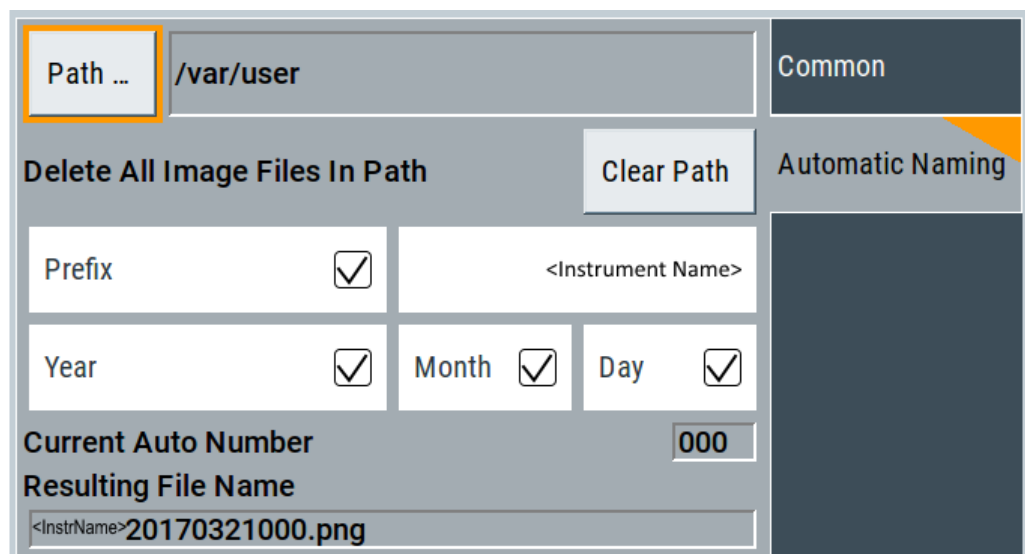 Path ...
/var/user
Common
Delete All Image Files In Path
Clear Path
Automatic Naming
Prefix
<Instrument Name>
Year
Month
Day
Current Auto Number
000
Resulting File Name
<InstrName>20170321000.png